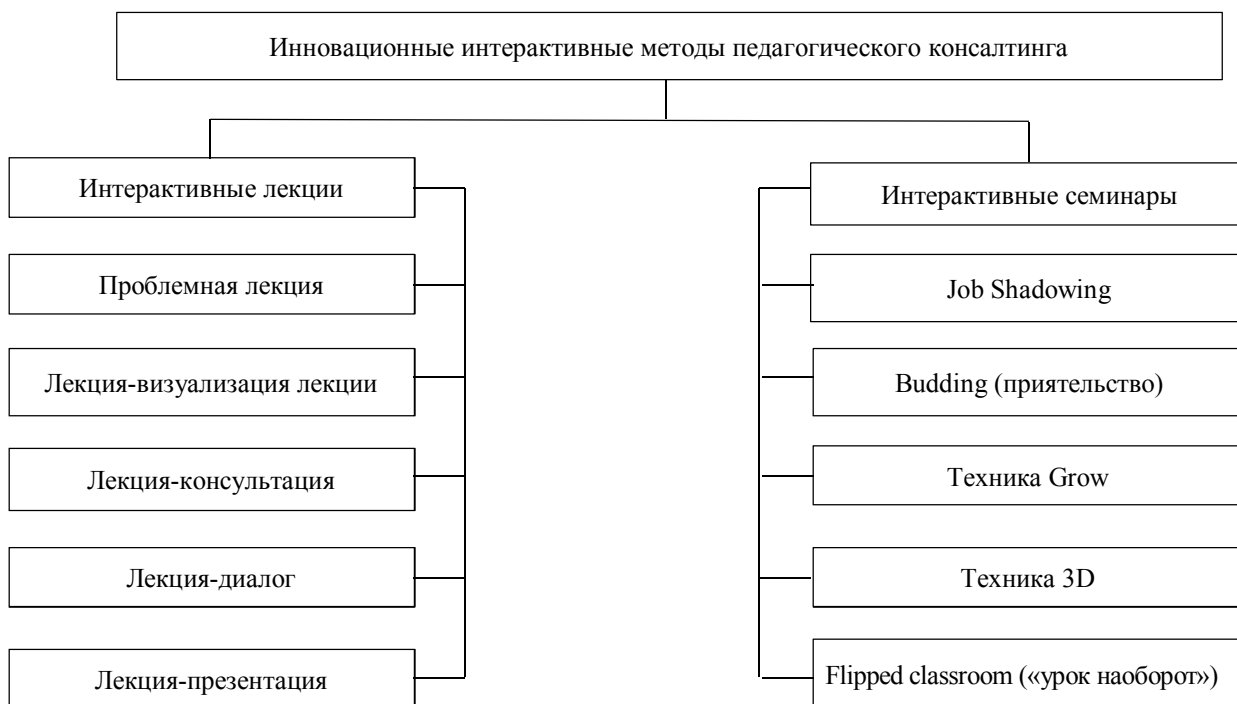 Инновационные интерактивные методы педагогического консалтинга
Интерактивные лекции
Проблемная лекция
Лекция-визуализация лекции
Лекция-консультация
Лекция-диалог
Лекция-презентация
Интерактивные семинары
Job Shadowing
Budding (приятельство)
Техника Grow
Техника 3D
Flipped classroom («урок наоборот»)